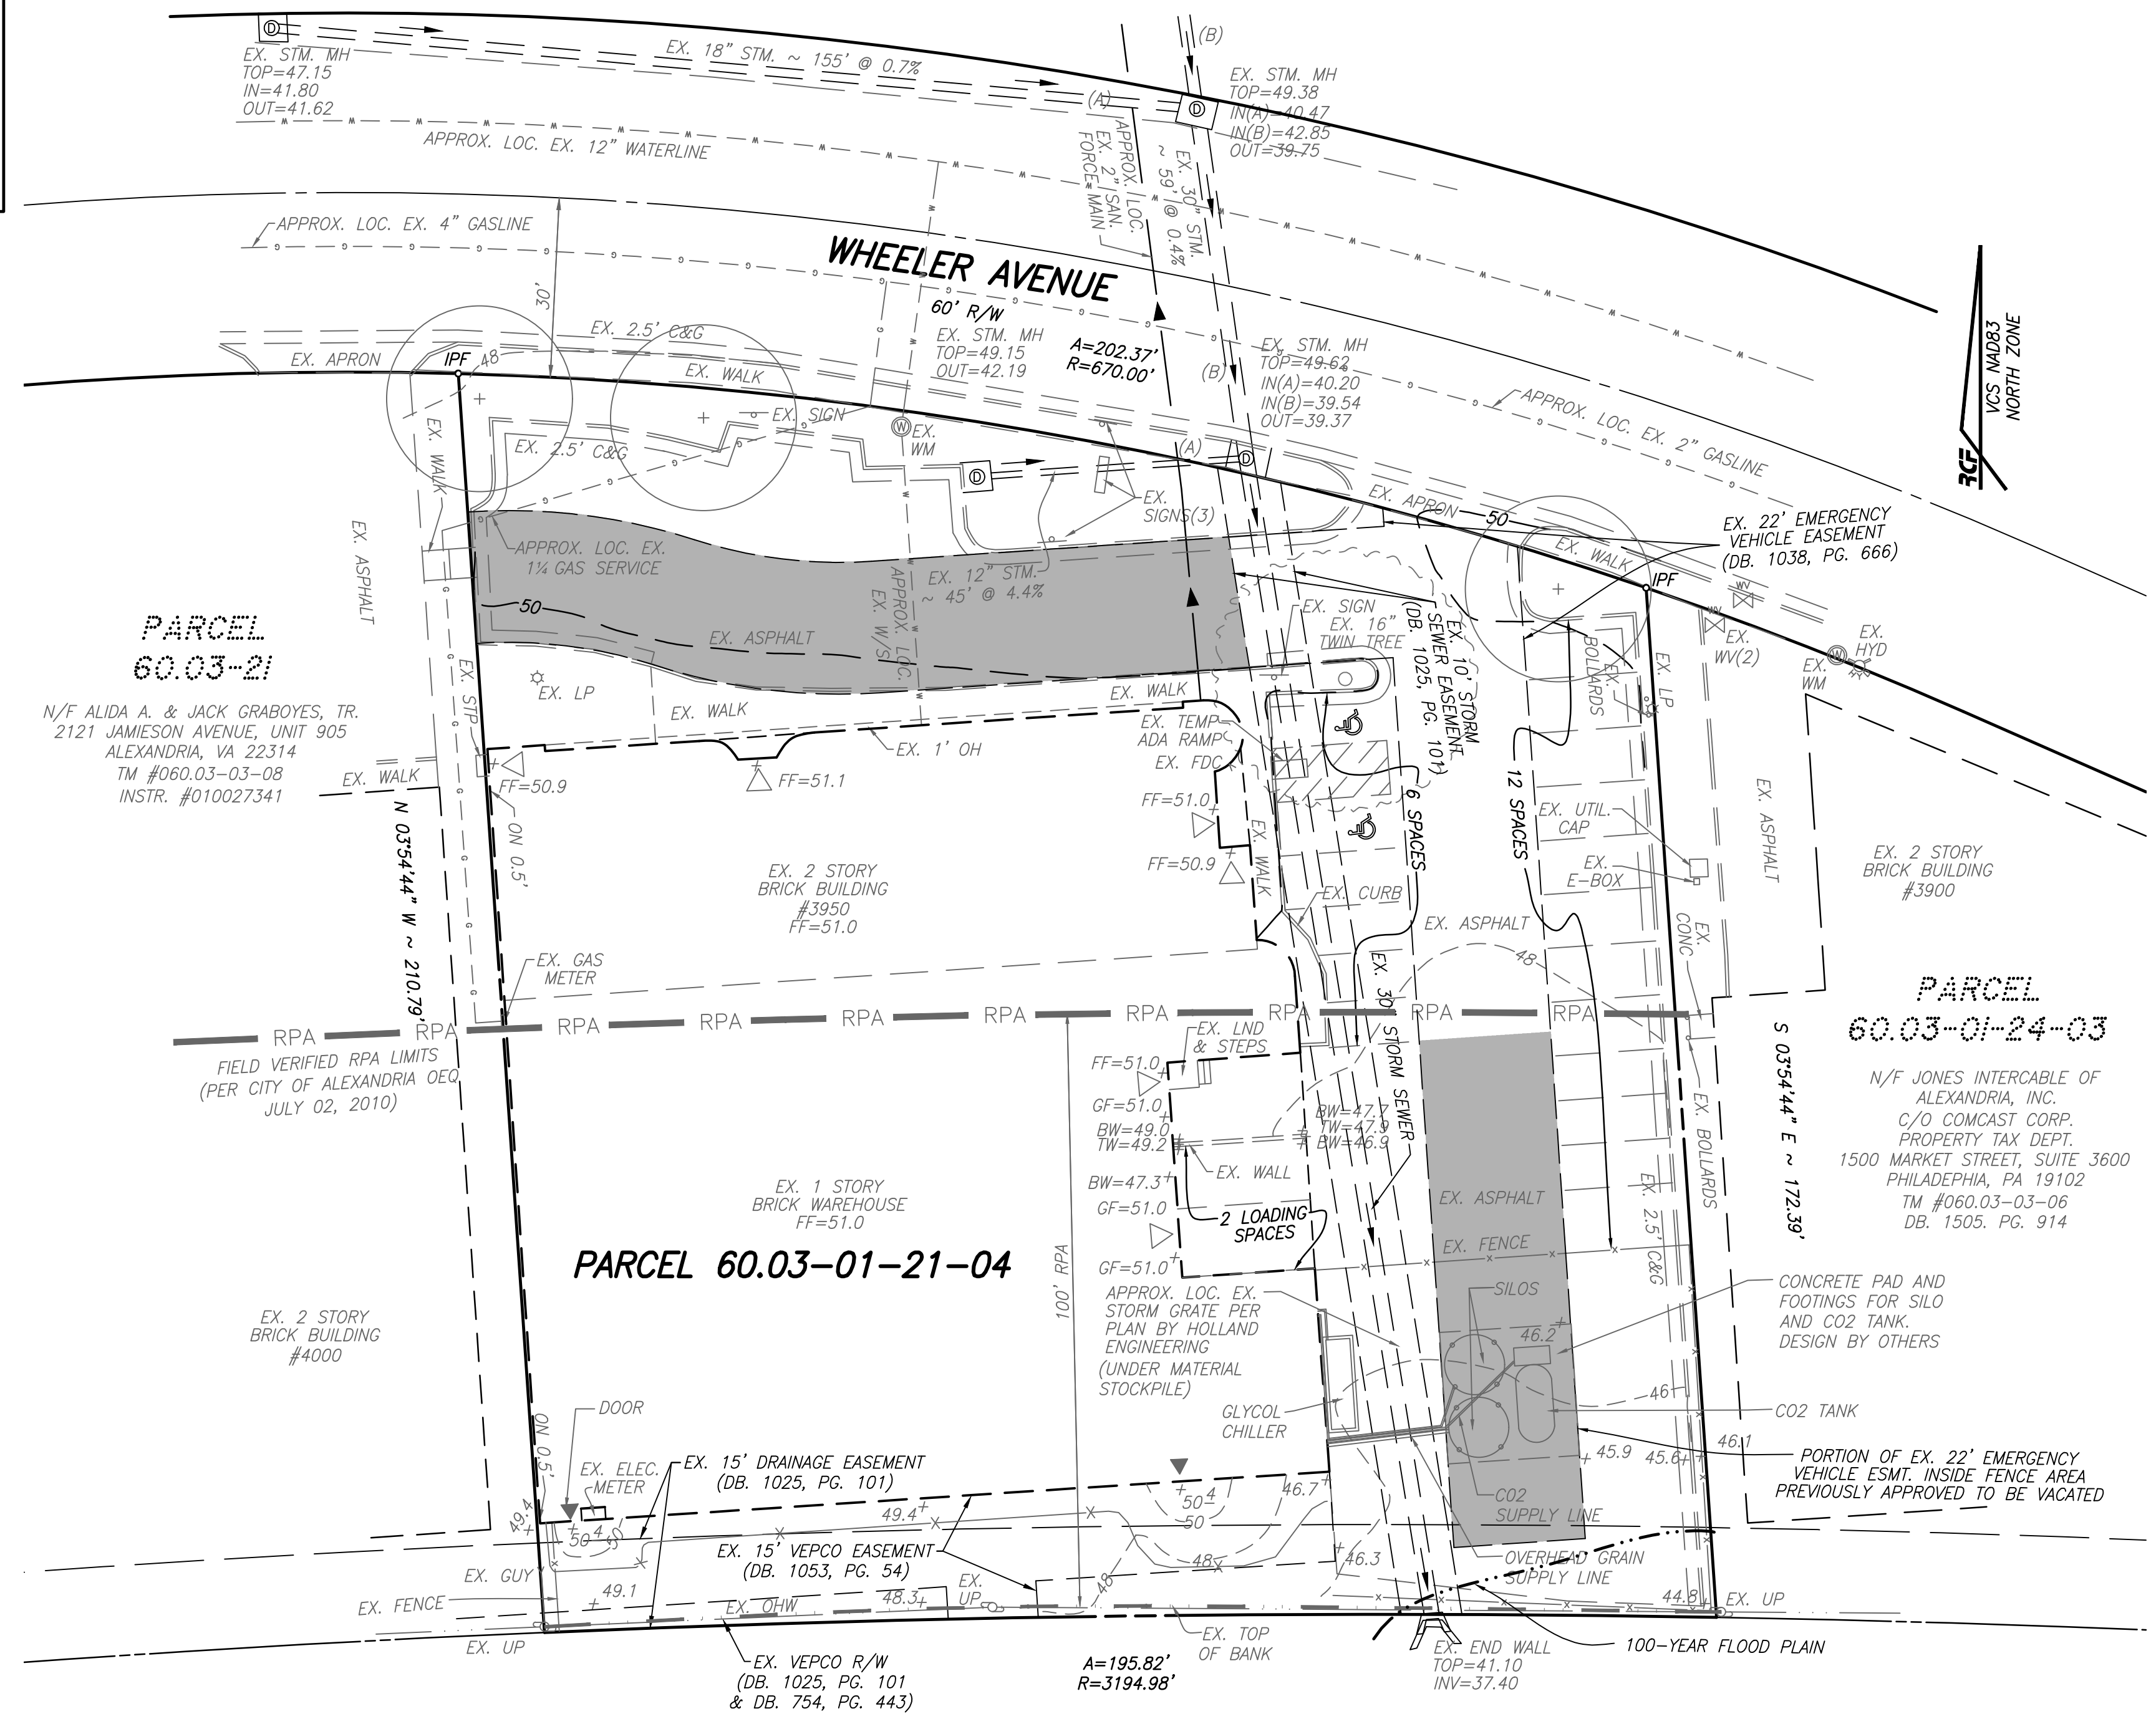 EX. STM. MH
TOP=47.15
IN=41.80
OUT=41.62
EX. 18" STM. ~ 155' @ 0.7%
(A)
(B)
EX. STM. MH
TOP=49.38
IN(A)=40.47
IN(B)=42.85
OUT=39.75
APPROX. LOC. EX. 12" WATERLINE
APPROX. LOC.
EX. 2" SAN.
FORCE MAIN
EX. 30" STM.
~ 59' @ 0.4%
APPROX. LOC. EX. 4" GASLINE
30'
WHEELER AVENUE
60' R/W
EX. STM. MH
TOP=49.15
OUT=42.19
A=202.37'
R=670.00'
EX. STM. MH
TOP=49.62
IN(A)=40.20
IN(B)=39.54
OUT=39.37
(B)
(A)
APPROX. LOC. EX. 2" GASLINE
RCF
VCS NAD83
NORTH ZONE
EX. APRON
IPF
48
EX. 2.5' C&G
EX. WALK
EX. SIGN
EX. 2.5' C&G
EX. WALK
EX.
WM
EX.
SIGNS(3)
EX. APRON
50
EX. WALK
IPF
EX. 22' EMERGENCY
VEHICLE EASEMENT
(DB. 1038, PG. 666)
WV
WV
EX.
WV(2)
EX.
WM
EX.
HYD
EX. ASPHALT
APPROX. LOC. EX.
1¼ GAS SERVICE
50
EX. ASPHALT
APPROX. LOC.
EX. W/S
EX. 12" STM.
~ 45' @ 4.4%
EX. SIGN
EX. 16"
TWIN TREE
EX. 10' STORM
SEWER EASEMENT
(DB. 1025, PG. 101)
EX.
BOLLARDS
EX. LP
PARCEL
60.03-21
N/F ALIDA A. & JACK GRABOYES, TR.
2121 JAMIESON AVENUE, UNIT 905
ALEXANDRIA, VA 22314
TM #060.03-03-08
INSTR. #010027341
EX. STP
EX. LP
EX. WALK
EX. WALK
EX. 1' OH
EX. TEMP
ADA RAMP
EX. FDC
EX. WALK
FF=50.9
FF=51.1
FF=51.0
FF=50.9
ON 0.5'
N 03°54'44" W ~ 210.79'
EX. 2 STORY
BRICK BUILDING
#3950
FF=51.0
EX. WALK
EX. CURB
6 SPACES
12 SPACES
EX. ASPHALT
48
EX. UTIL.
CAP
EX.
E-BOX
EX.
CONC
EX. ASPHALT
EX. 2 STORY
BRICK BUILDING
#3900
EX. GAS
METER
RPA RPA RPA RPA RPA RPA RPA RPA RPA RPA
FIELD VERIFIED RPA LIMITS
(PER CITY OF ALEXANDRIA OEQ
JULY 02, 2010)
PARCEL
60.03-01-24-03
N/F JONES INTERCABLE OF
ALEXANDRIA, INC.
C/O COMCAST CORP.
PROPERTY TAX DEPT.
1500 MARKET STREET, SUITE 3600
PHILADEPHIA, PA 19102
TM #060.03-03-06
DB. 1505. PG. 914
S 03°54'44" E ~ 172.39'
EX. BOLLARDS
EX. LND
& STEPS
EX. 30" STORM SEWER
FF=51.0
GF=51.0
BW=49.0
TW=49.2
BW=47.7
TW=47.9
BW=46.9
EX. WALL
BW=47.3
GF=51.0
2 LOADING
SPACES
GF=51.0
EX. ASPHALT
EX. FENCE
EX. 2.5' C&G
EX. 1 STORY
BRICK WAREHOUSE
FF=51.0
PARCEL 60.03-01-21-04
100' RPA
APPROX. LOC. EX.
STORM GRATE PER
PLAN BY HOLLAND
ENGINEERING
(UNDER MATERIAL
STOCKPILE)
SILOS
46.2
CONCRETE PAD AND
FOOTINGS FOR SILO
AND CO2 TANK.
DESIGN BY OTHERS
46
CO2 TANK
EX. 2 STORY
BRICK BUILDING
#4000
DOOR
ON 0.5'
EX. ELEC.
METER
EX. 15' DRAINAGE EASEMENT
(DB. 1025, PG. 101)
GLYCOL
CHILLER
46.1
45.9
45.6
PORTION OF EX. 22' EMERGENCY
VEHICLE ESMT. INSIDE FENCE AREA
PREVIOUSLY APPROVED TO BE VACATED
CO2
SUPPLY LINE
49.4
50.4
50
49.4
50.4
50
46.7
EX. 15' VEPCO EASEMENT
(DB. 1053, PG. 54)
48
48
46.3
OVERHEAD GRAIN
SUPPLY LINE
EX. GUY
EX. FENCE
49.1
EX. OHW
48.3
EX.
UP
44.8
EX. UP
EX. UP
EX. VEPCO R/W
(DB. 1025, PG. 101
& DB. 754, PG. 443)
A=195.82'
R=3194.98'
EX. TOP
OF BANK
EX. END WALL
TOP=41.10
INV=37.40
100-YEAR FLOOD PLAIN